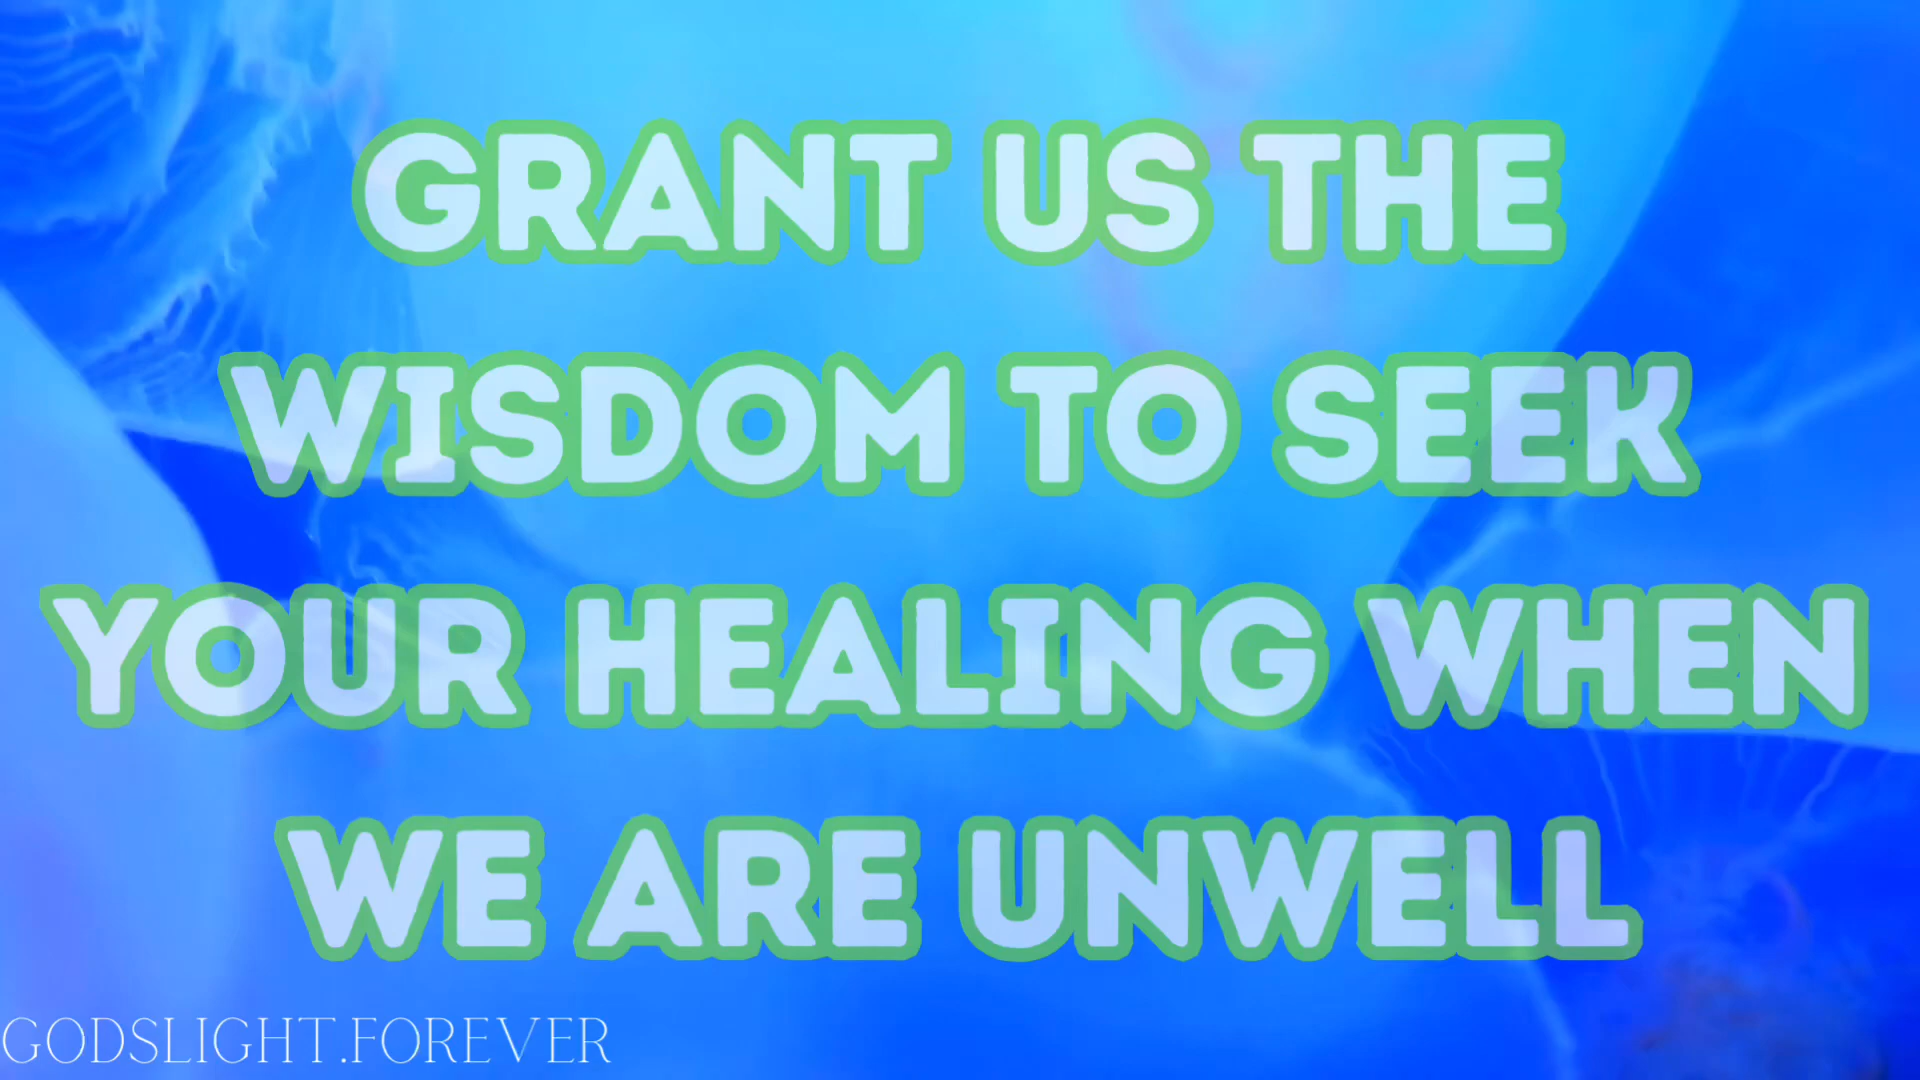 GRANT US THE
WISDOM TO SEEK
YOUR HEALING WHEN
WE ARE UNWELL
GODSLIGHT.FOREVER